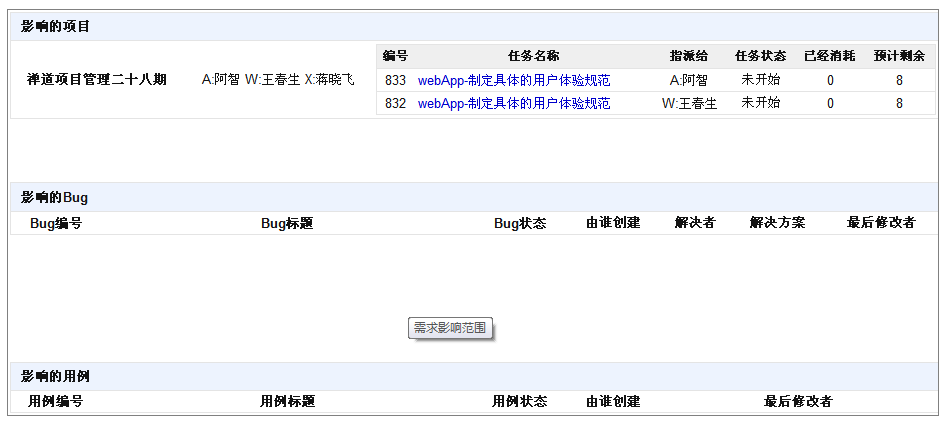 影响的项目
编号 任务名称 指派给 任务状态 已经消耗 预计剩余
禅道项目管理二十八期 A:阿智 W:王春生 X:蒋晓飞
833 webApp-制定具体的用户体验规范 A:阿智 未开始 0 8
832 webApp-制定具体的用户体验规范 W:王春生 未开始 0 8
影响的Bug
Bug编号 Bug标题 Bug状态 由谁创建 解决者 解决方案 最后修改者
需求影响范围
影响的用例
用例编号 用例标题 用例状态 由谁创建 最后修改者